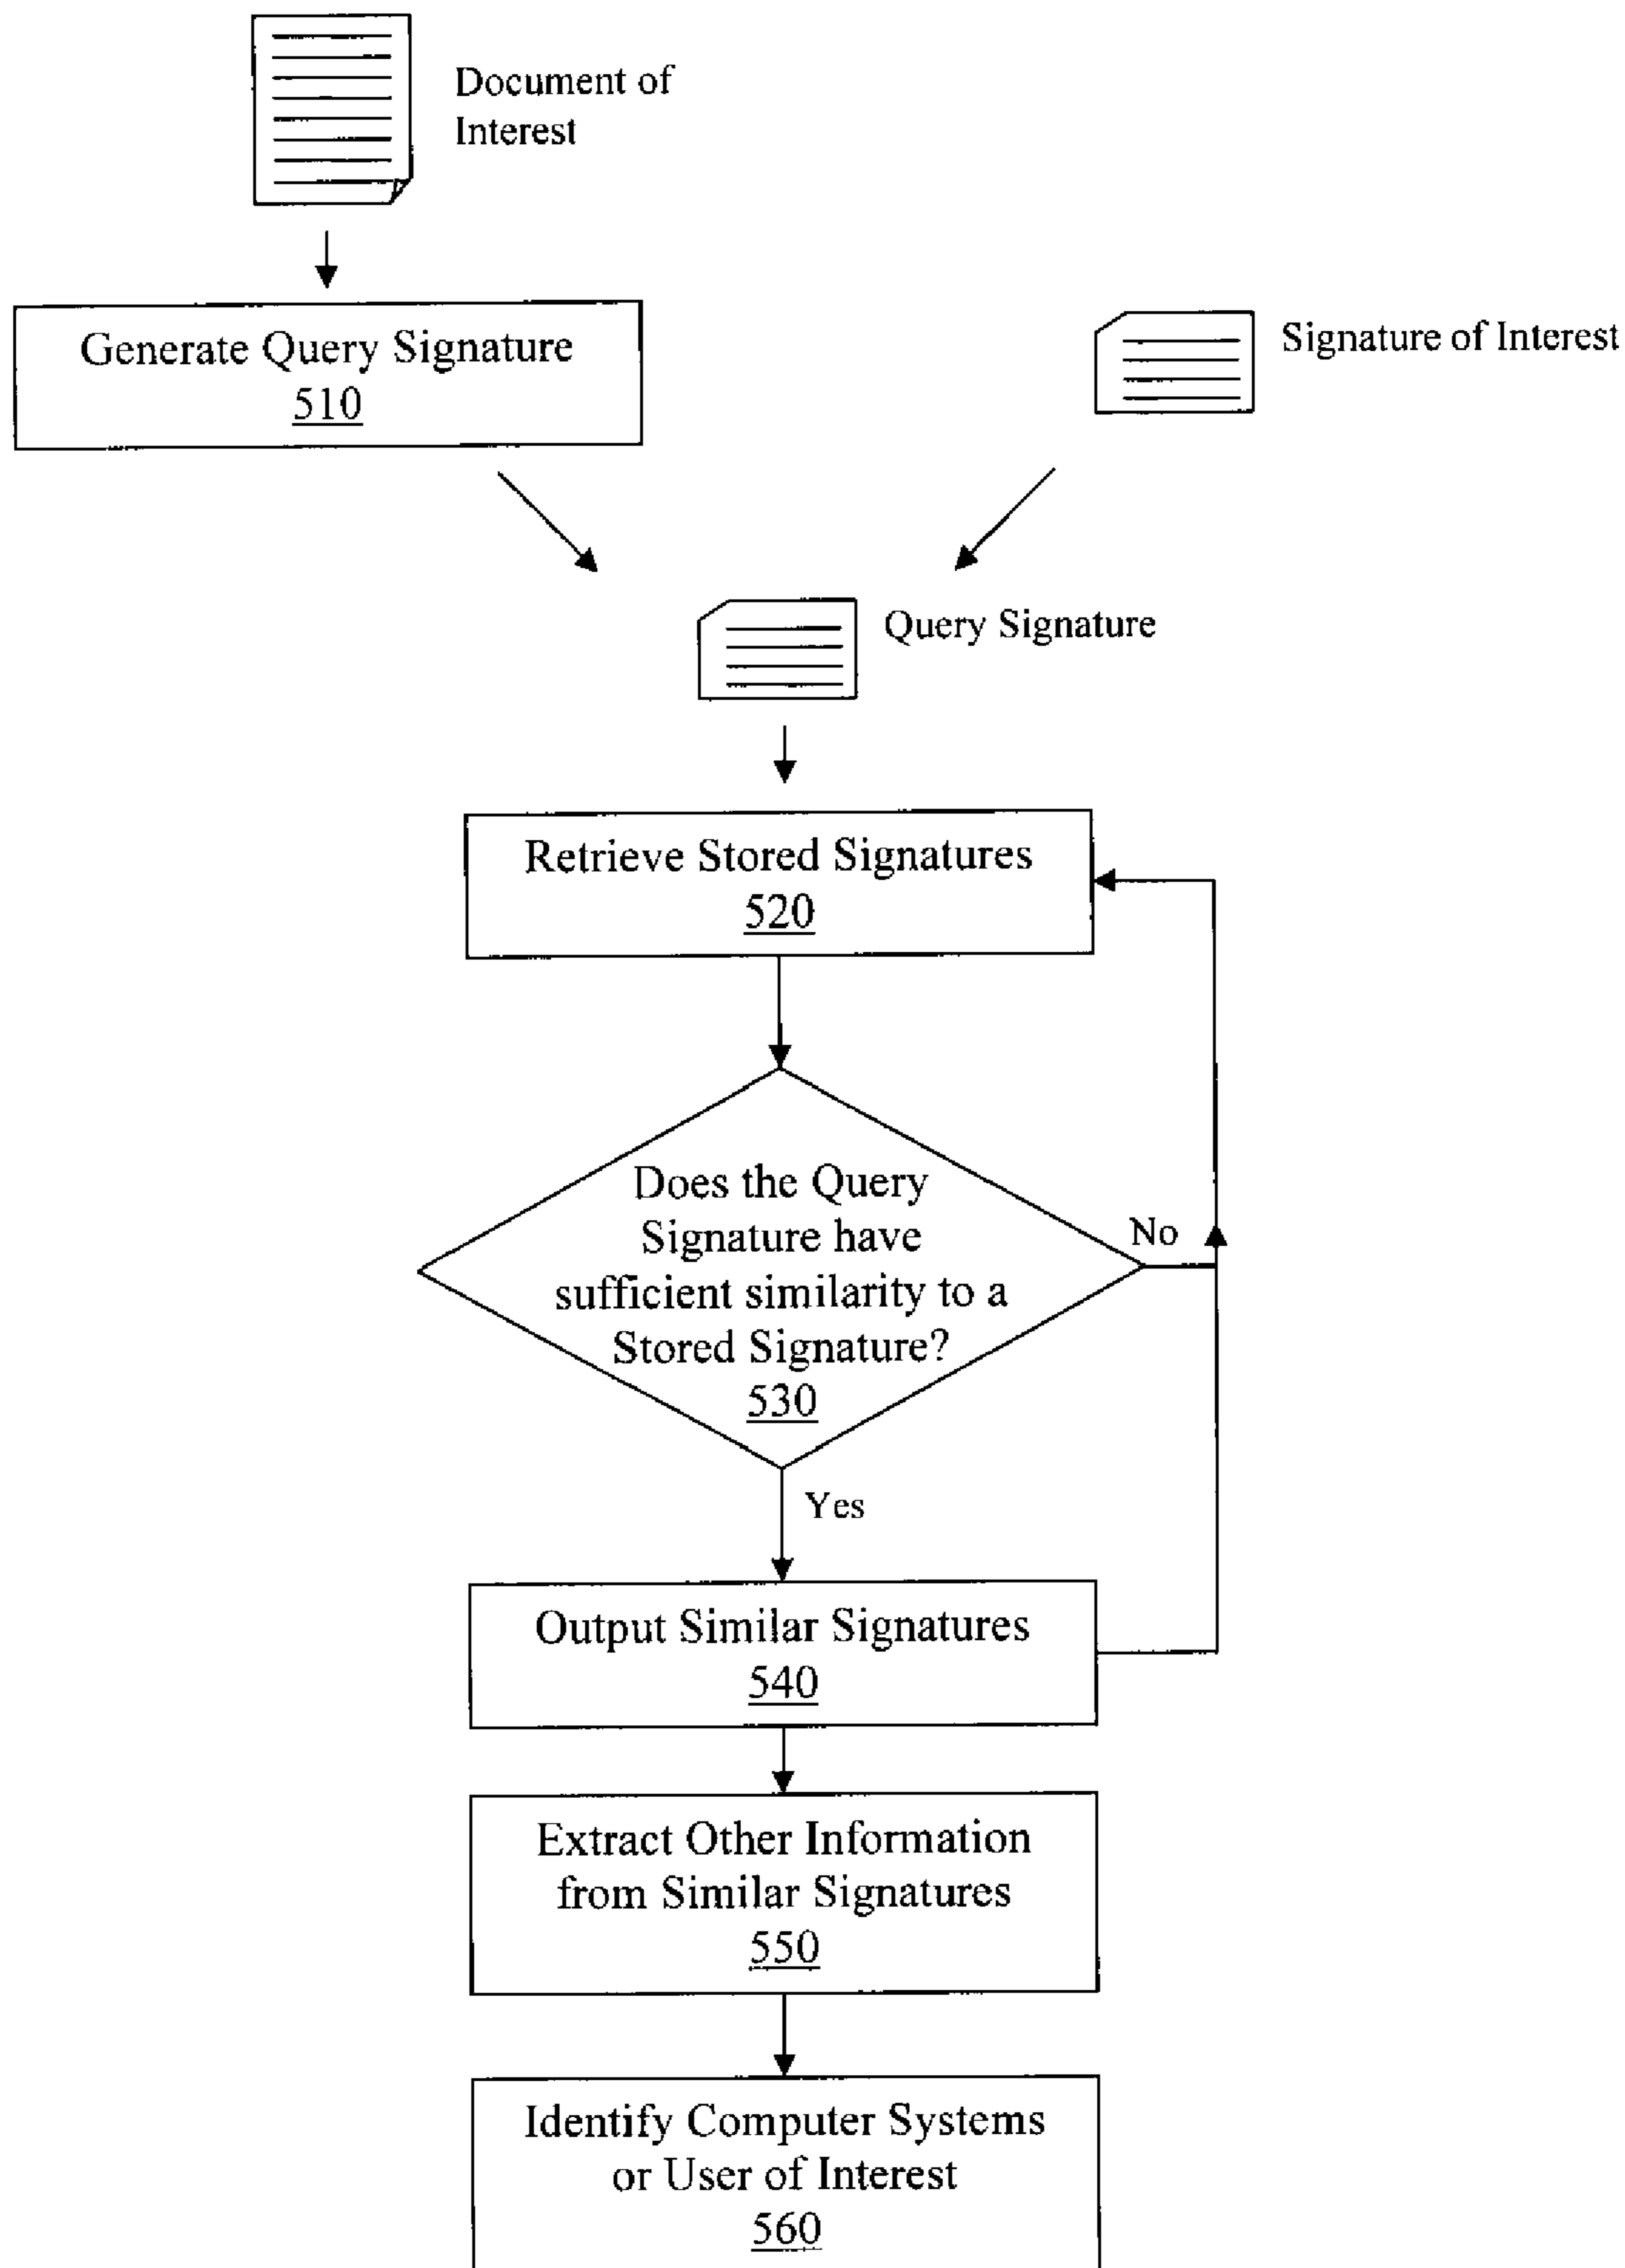 Document of
Interest
Generate Query Signature
510
Signature of Interest
Query Signature
Retrieve Stored Signatures
520
Does the Query
Signature have
sufficient similarity to a
Stored Signature?
530
No
Yes
Output Similar Signatures
540
Extract Other Information
from Similar Signatures
550
Identify Computer Systems
or User of Interest
560